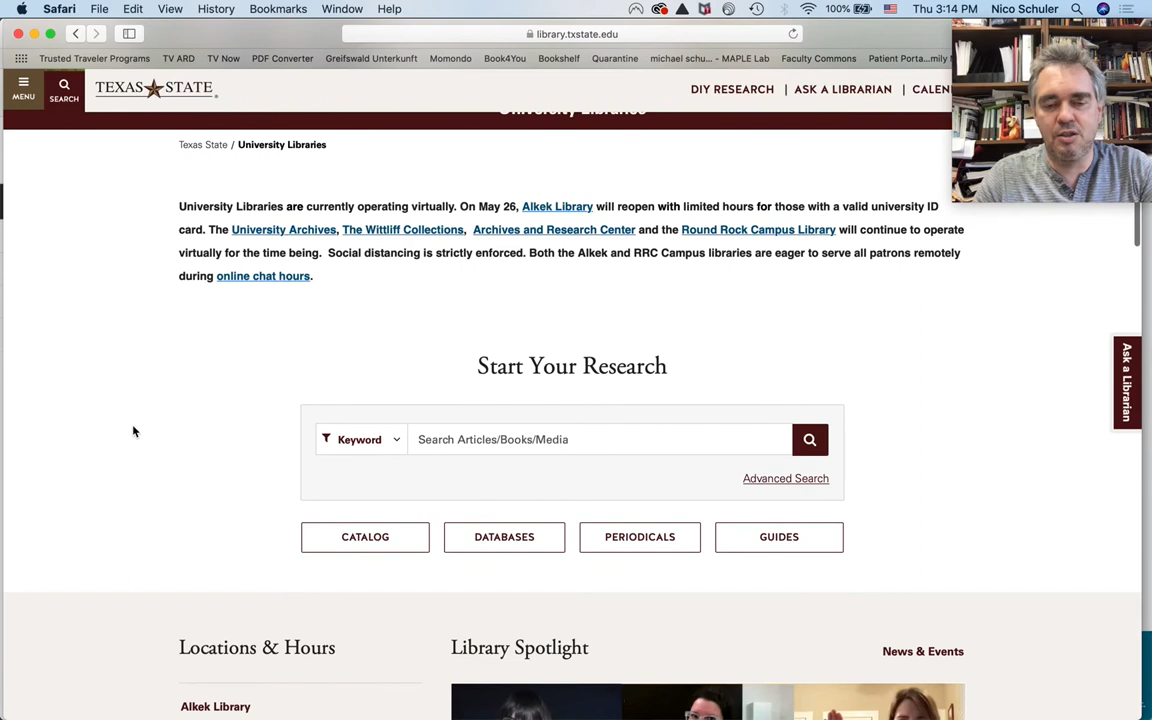 Safari File Edit View History Bookmarks Window Help 100% Thu 3:14 PM Nico Schuler
library.txstate.edu
Trusted Traveler Programs TV ARD TV Now PDF Converter Greifswald Unterkunft Momondo Book4You Bookshelf Quarantine michael schu... - MAPLE Lab Faculty Commons Patient Porta...mily
MENU SEARCH TEXAS STATE DIY RESEARCH | ASK A LIBRARIAN | CALEN
University Libraries
Texas State / University Libraries
University Libraries are currently operating virtually. On May 26, Alkek Library will reopen with limited hours for those with a valid university ID
card. The University Archives, The Wittliff Collections, Archives and Research Center and the Round Rock Campus Library will continue to operate
virtually for the time being. Social distancing is strictly enforced. Both the Alkek and RRC Campus libraries are eager to serve all patrons remotely
during online chat hours.
Ask a Librarian
Start Your Research
Keyword Search Articles/Books/Media
Advanced Search
CATALOG DATABASES PERIODICALS GUIDES
Locations & Hours Library Spotlight News & Events
Alkek Library